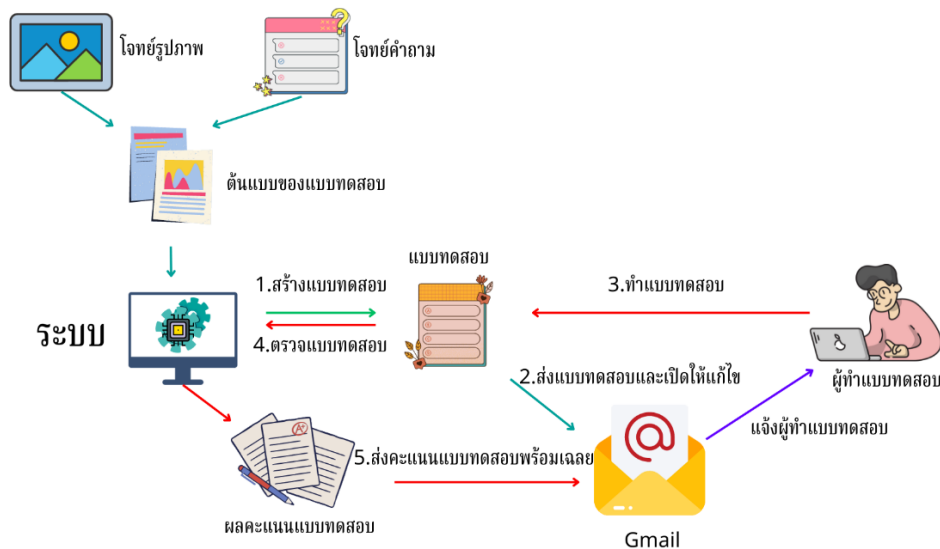 โจทย์รูปภาพ
โจทย์คำถาม
ต้นแบบของแบบทดสอบ
แบบทดสอบ
1.สร้างแบบทดสอบ
3.ทำแบบทดสอบ
ระบบ
4.ตรวจแบบทดสอบ
2.ส่งแบบทดสอบและเปิดให้แก้ไข
ผู้ทำแบบทดสอบ
แจ้งผู้ทำแบบทดสอบ
A+
5.ส่งคะแนนแบบทดสอบพร้อมเฉลย
ผลคะแนนแบบทดสอบ
Gmail